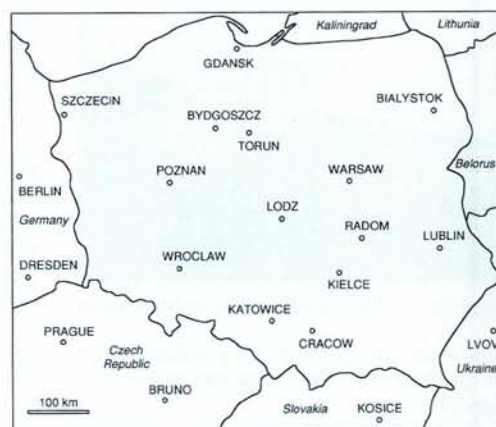 Kaliningrad
Lithunia
GDANSK
SZCZECIN
BIALYSTOK
BYDGOSZCZ
TORUN
Belorus
POZNAN
WARSAW
BERLIN
LODZ
Germany
RADOM
LUBLIN
WROCLAW
DRESDEN
KIELCE
KATOWICE
PRAGUE
CRACOW
LVOV
Czech
Republic
Ukraine
BRUNO
Slovakia
KOSICE
100 km